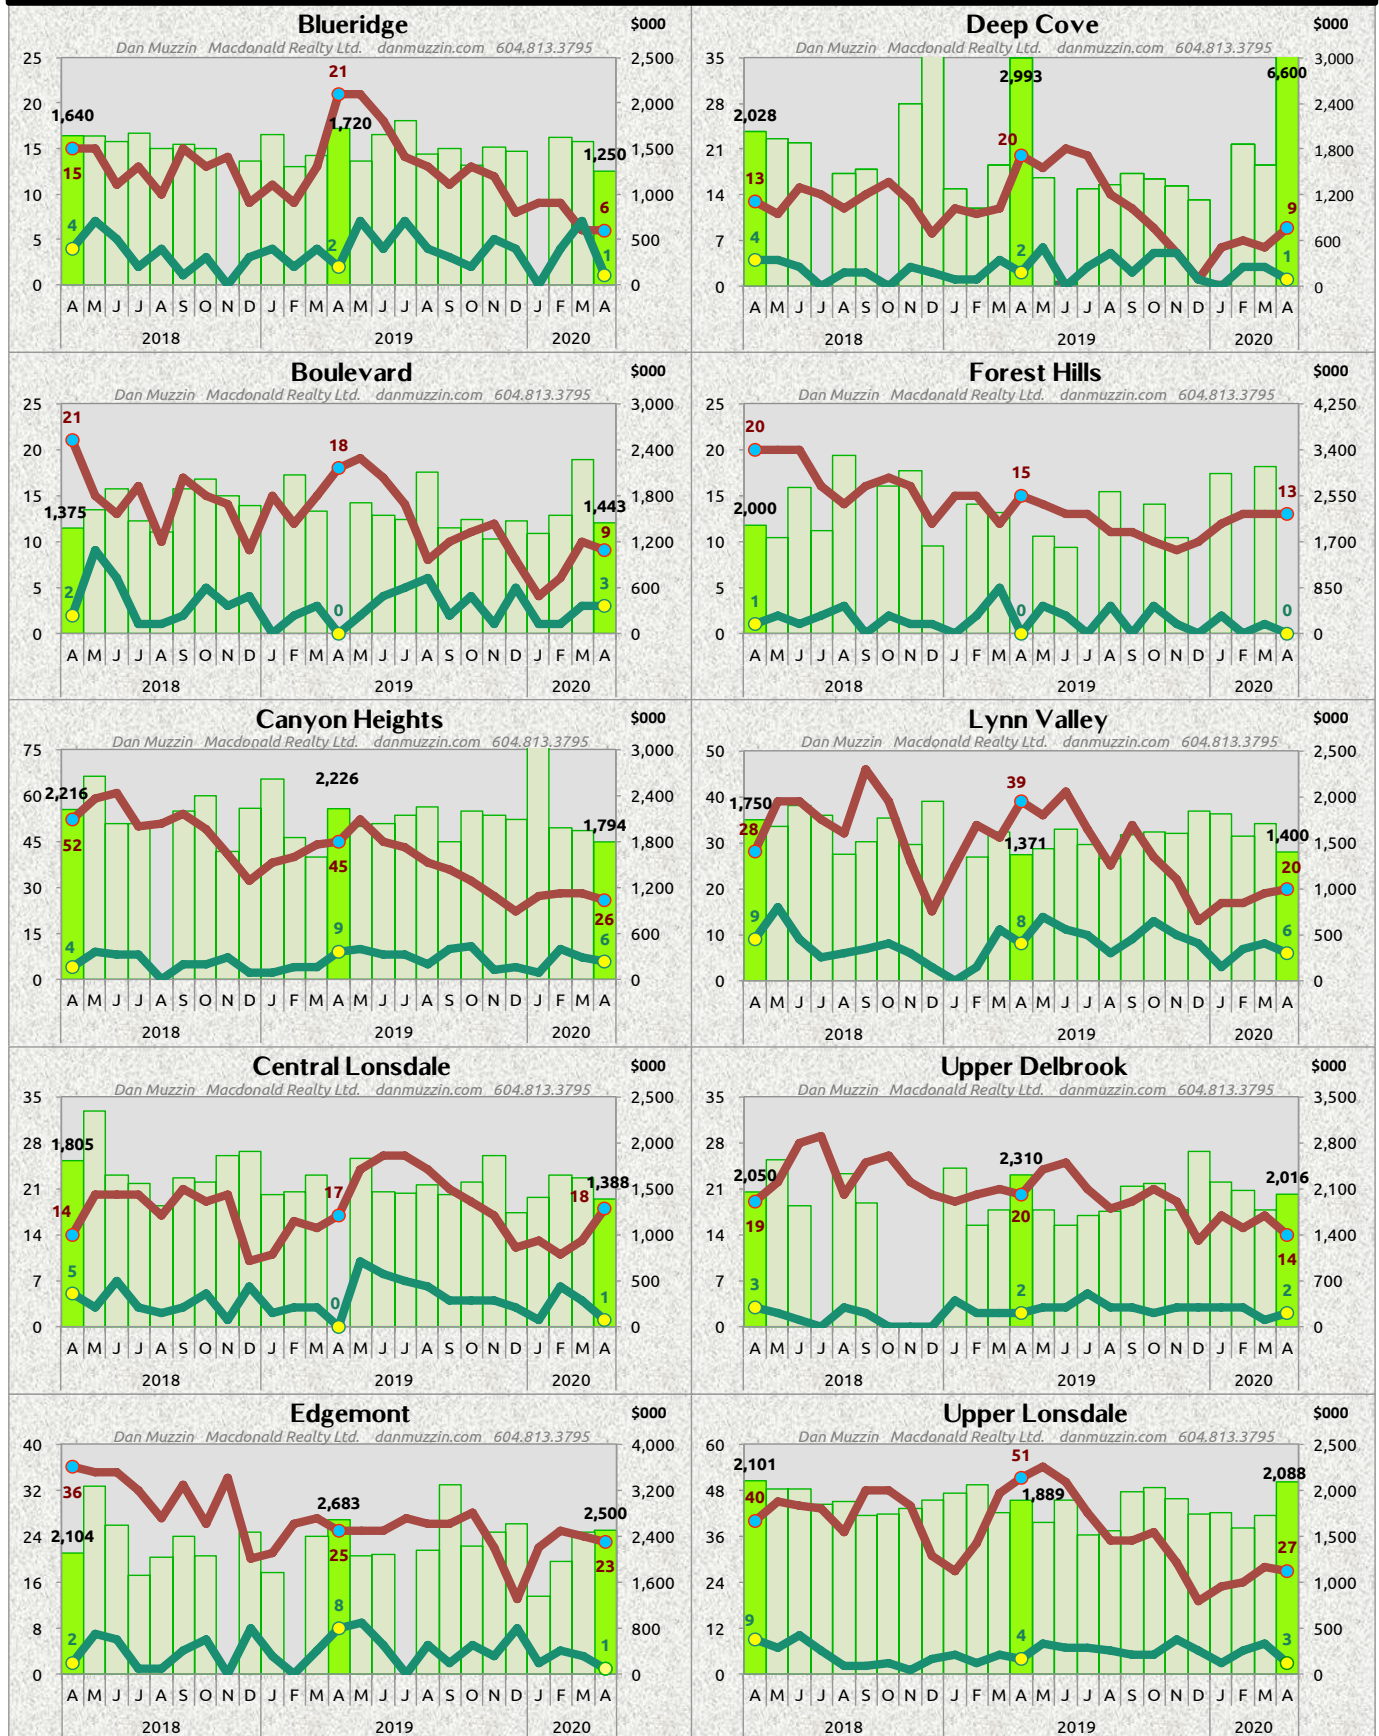 Blueridge
$000
Dan Muzzin Macdonald Realty Ltd. danmuzzin.com 604.813.3795
25 20 15 10 5 0
2,500 2,000 1,500 1,000 500 0
1,640 15 4
21 1,720 2
1,250 6 1
A M J J A S O N D J F M A M J J A S O N D J F M A
2018 2019 2020
Deep Cove
$000
Dan Muzzin Macdonald Realty Ltd. danmuzzin.com 604.813.3795
35 28 21 14 7 0
3,000 2,400 1,800 1,200 600 0
2,028 13 4
2,993 20 2
6,600 9 1
A M J J A S O N D J F M A M J J A S O N D J F M A
2018 2019 2020
Boulevard
$000
Dan Muzzin Macdonald Realty Ltd. danmuzzin.com 604.813.3795
25 20 15 10 5 0
3,000 2,400 1,800 1,200 600 0
21 1,375 2
18 0
1,443 9 3
A M J J A S O N D J F M A M J J A S O N D J F M A
2018 2019 2020
Forest Hills
$000
Dan Muzzin Macdonald Realty Ltd. danmuzzin.com 604.813.3795
25 20 15 10 5 0
4,250 3,400 2,550 1,700 850 0
20 2,000 1
15 0
13 0
A M J J A S O N D J F M A M J J A S O N D J F M A
2018 2019 2020
Canyon Heights
$000
Dan Muzzin Macdonald Realty Ltd. danmuzzin.com 604.813.3795
75 60 45 30 15 0
3,000 2,400 1,800 1,200 600 0
2,216 52 4
2,226 45 9
1,794 26 6
A M J J A S O N D J F M A M J J A S O N D J F M A
2018 2019 2020
Lynn Valley
$000
Dan Muzzin Macdonald Realty Ltd. danmuzzin.com 604.813.3795
50 40 30 20 10 0
2,500 2,000 1,500 1,000 500 0
1,750 28 9
39 1,371 8
1,400 20 6
A M J J A S O N D J F M A M J J A S O N D J F M A
2018 2019 2020
Central Lonsdale
$000
Dan Muzzin Macdonald Realty Ltd. danmuzzin.com 604.813.3795
35 28 21 14 7 0
2,500 2,000 1,500 1,000 500 0
1,805 14 5
17 0
1,388 18 1
A M J J A S O N D J F M A M J J A S O N D J F M A
2018 2019 2020
Upper Delbrook
$000
Dan Muzzin Macdonald Realty Ltd. danmuzzin.com 604.813.3795
35 28 21 14 7 0
3,500 2,800 2,100 1,400 700 0
2,050 19 3
2,310 20 2
2,016 14 2
A M J J A S O N D J F M A M J J A S O N D J F M A
2018 2019 2020
Edgemont
$000
Dan Muzzin Macdonald Realty Ltd. danmuzzin.com 604.813.3795
40 32 24 16 8 0
4,000 3,200 2,400 1,600 800 0
36 2,104 2
2,683 25 8
2,500 23 1
A M J J A S O N D J F M A M J J A S O N D J F M A
2018 2019 2020
Upper Lonsdale
$000
Dan Muzzin Macdonald Realty Ltd. danmuzzin.com 604.813.3795
60 48 36 24 12 0
2,500 2,000 1,500 1,000 500 0
2,101 40 9
51 1,889 4
2,088 27 3
A M J J A S O N D J F M A M J J A S O N D J F M A
2018 2019 2020